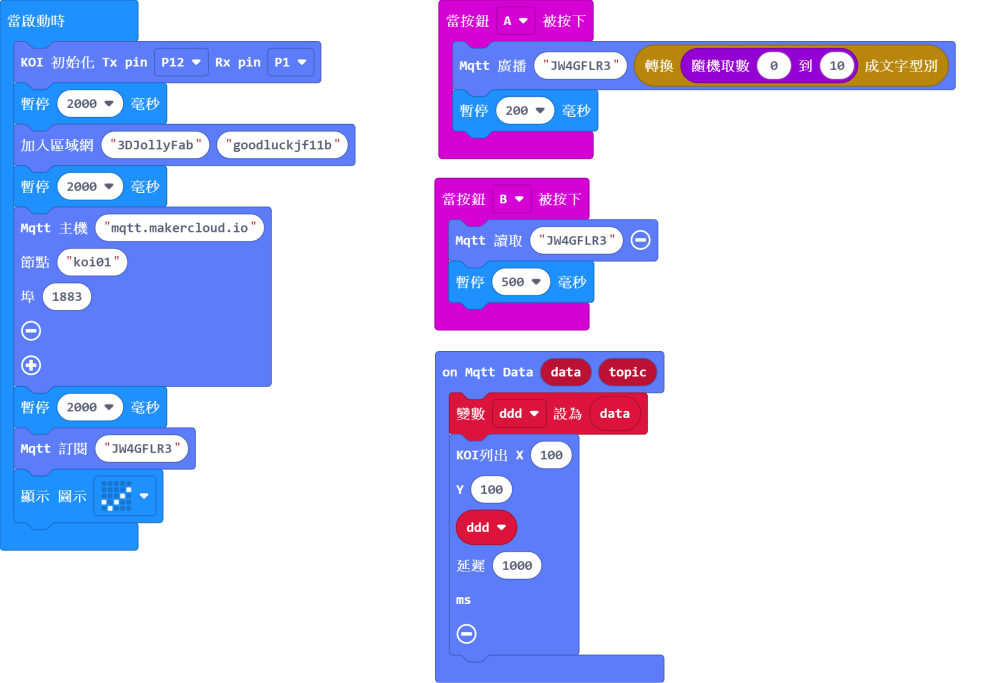 當啟動時
KOI 初始化 Tx pin P12 Rx pin P1
暫停 2000 毫秒
加入區域網 "3DJollyFab" "goodluckjf11b"
暫停 2000 毫秒
Mqtt 主機 "mqtt.makercloud.io"
節點 "koi01"
埠 1883
暫停 2000 毫秒
Mqtt 訂閱 "JW4GFLR3"
顯示 圖示
當按鈕 A 被按下
Mqtt 廣播 "JW4GFLR3" 轉換 隨機取數 0 到 10 成文字型別
暫停 200 毫秒
當按鈕 B 被按下
Mqtt 讀取 "JW4GFLR3"
暫停 500 毫秒
on Mqtt Data data topic
變數 ddd 設為 data
KOI列出 X 100
Y 100
ddd
延遲 1000
ms